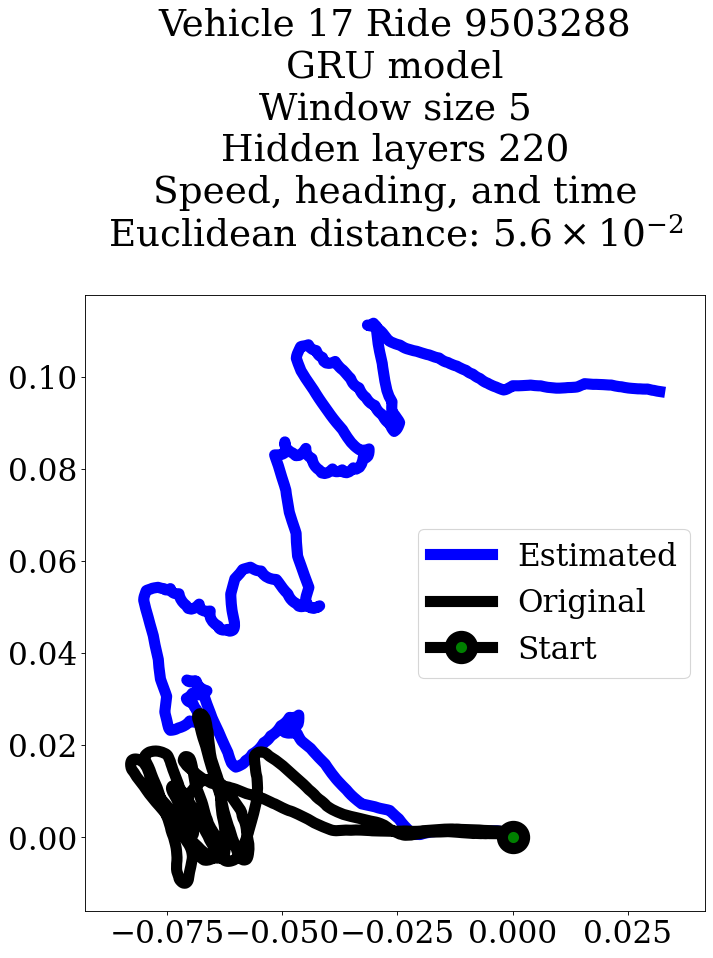 Vehicle 17 Ride 9503288
GRU model
Window size 5
Hidden layers 220
Speed, heading, and time
Euclidean distance: 5.6 × 10⁻²
0.10
0.08
0.06
0.04
0.02
0.00
Estimated
Original
Start
−0.075 −0.050 −0.025 0.000 0.025